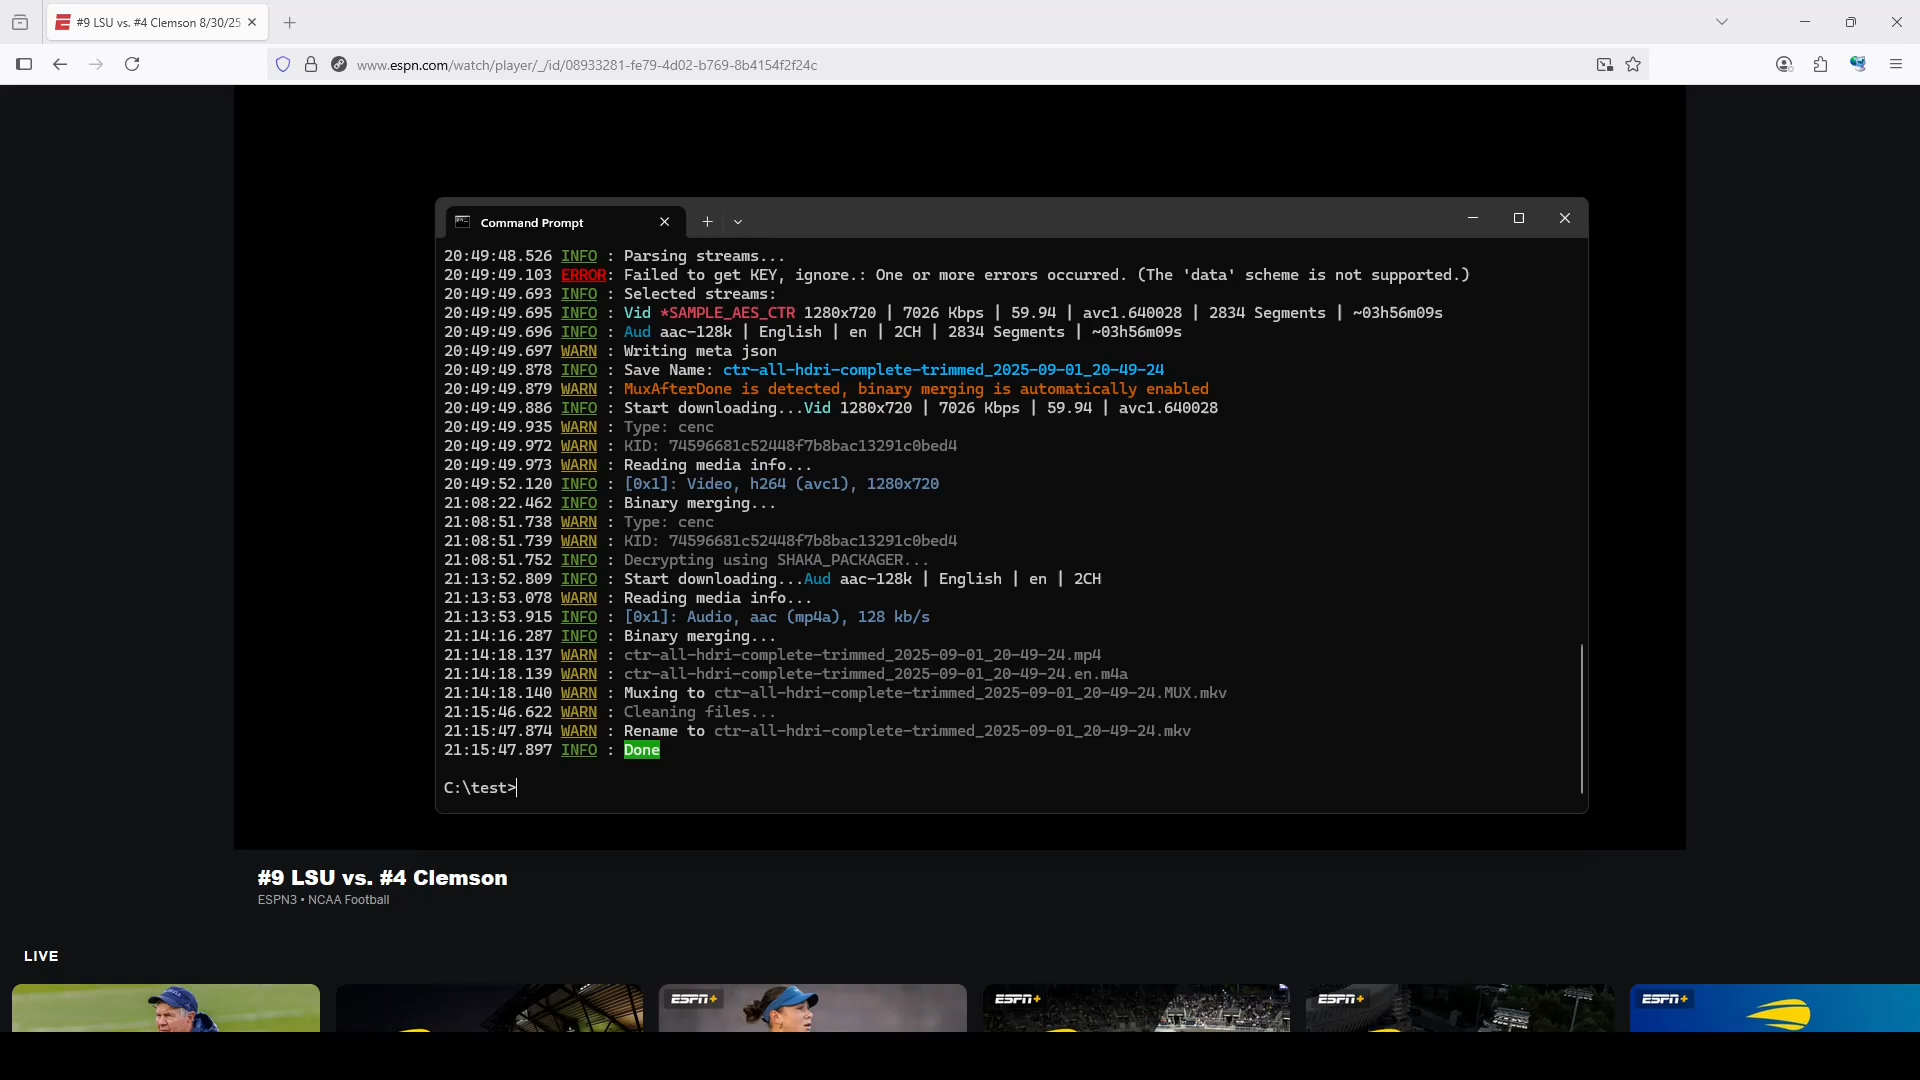 #9 LSU vs. #4 Clemson 8/30/25
www.espn.com/watch/player/_/id/08933281-fe79-4d02-b769-8b4154f2f24c
Command Prompt
20:49:48.526 INFO : Parsing streams...
20:49:49.103 ERROR: Failed to get KEY, ignore.: One or more errors occurred. (The 'data' scheme is not supported.)
20:49:49.693 INFO : Selected streams:
20:49:49.695 INFO : Vid *SAMPLE_AES_CTR 1280x720 | 7026 Kbps | 59.94 | avc1.640028 | 2834 Segments | ~03h56m09s
20:49:49.696 INFO : Aud aac-128k | English | en | 2CH | 2834 Segments | ~03h56m09s
20:49:49.697 WARN : Writing meta json
20:49:49.878 INFO : Save Name: ctr-all-hdri-complete-trimmed_2025-09-01_20-49-24
20:49:49.879 WARN : MuxAfterDone is detected, binary merging is automatically enabled
20:49:49.886 INFO : Start downloading...Vid 1280x720 | 7026 Kbps | 59.94 | avc1.640028
20:49:49.935 WARN : Type: cenc
20:49:49.972 WARN : KID: 74596681c52448f7b8bac13291c0bed4
20:49:49.973 WARN : Reading media info...
20:49:52.120 INFO : [0x1]: Video, h264 (avc1), 1280x720
21:08:22.462 INFO : Binary merging...
21:08:51.738 WARN : Type: cenc
21:08:51.739 WARN : KID: 74596681c52448f7b8bac13291c0bed4
21:08:51.752 INFO : Decrypting using SHAKA_PACKAGER...
21:13:52.809 INFO : Start downloading...Aud aac-128k | English | en | 2CH
21:13:53.078 WARN : Reading media info...
21:13:53.915 INFO : [0x1]: Audio, aac (mp4a), 128 kb/s
21:14:16.287 INFO : Binary merging...
21:14:18.137 WARN : ctr-all-hdri-complete-trimmed_2025-09-01_20-49-24.mp4
21:14:18.139 WARN : ctr-all-hdri-complete-trimmed_2025-09-01_20-49-24.en.m4a
21:14:18.140 WARN : Muxing to ctr-all-hdri-complete-trimmed_2025-09-01_20-49-24.MUX.mkv
21:15:46.622 WARN : Cleaning files...
21:15:47.874 WARN : Rename to ctr-all-hdri-complete-trimmed_2025-09-01_20-49-24.mkv
21:15:47.897 INFO : Done
C:\test>
#9 LSU vs. #4 Clemson
ESPN3 • NCAA Football
LIVE
ESPN+
ESPN+
ESPN+
ESPN+